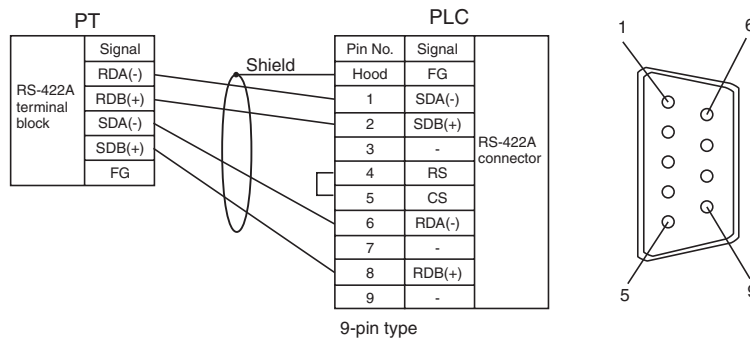 PT
RS-422A
terminal
block
Signal
RDA(-)
RDB(+)
SDA(-)
SDB(+)
FG
Shield
PLC
Pin No. Signal
Hood FG
1 SDA(-)
2 SDB(+)
3 -
4 RS
5 CS
6 RDA(-)
7 -
8 RDB(+)
9 -
RS-422A
connector
9-pin type
1 6
5 9